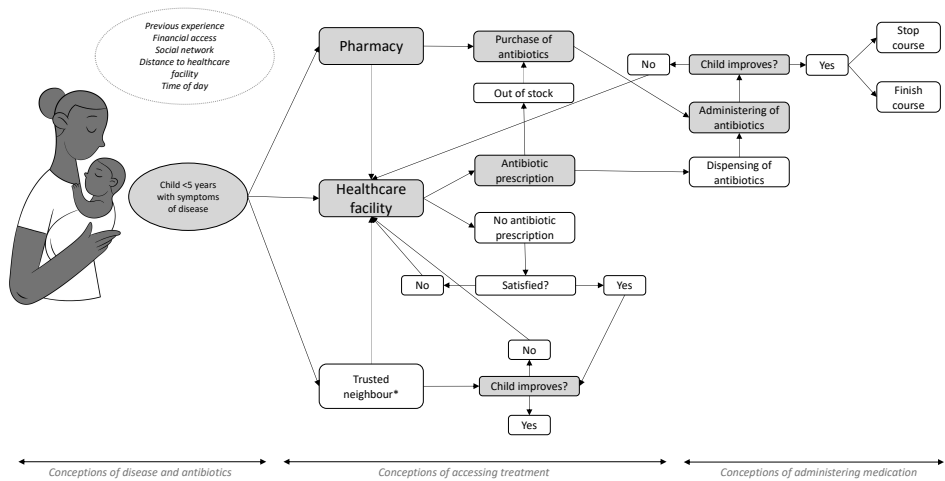 Previous experience
Financial access
Social network
Distance to healthcare
facility
Time of day
Child <5 years
with symptoms
of disease
Pharmacy
Healthcare
facility
Trusted
neighbour*
Purchase of
antibiotics
Out of stock
Antibiotic
prescription
No antibiotic
prescription
No
Satisfied?
Yes
No
Child improves?
Yes
No
Child improves?
Yes
Administering of
antibiotics
Dispensing of
antibiotics
Stop
course
Finish
course
Conceptions of disease and antibiotics
Conceptions of accessing treatment
Conceptions of administering medication